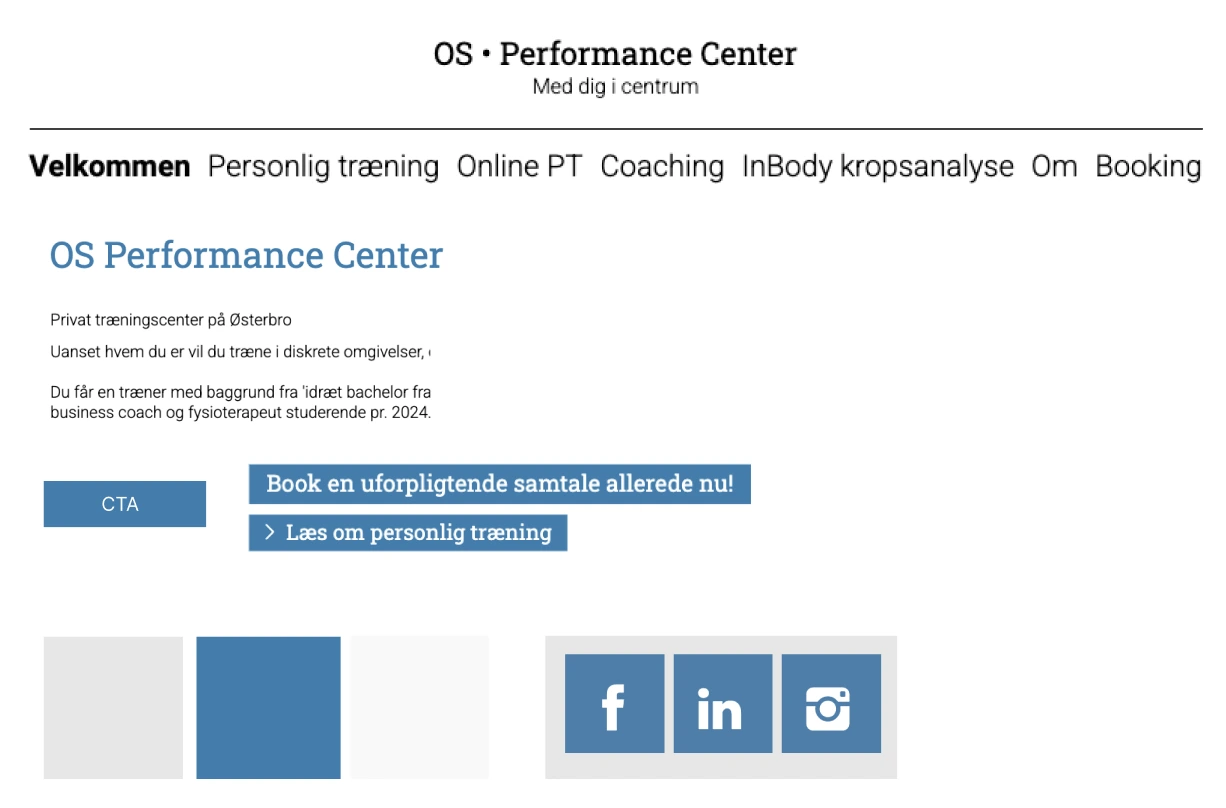 OS • Performance Center
Med dig i centrum
Velkommen Personlig træning Online PT Coaching InBody kropsanalyse Om Booking
OS Performance Center
Privat træningscenter på Østerbro
Uanset hvem du er vil du træne i diskrete omgivelser,
Du får en træner med baggrund fra 'idræt bachelor fra
business coach og fysioterapeut studerende pr. 2024.
CTA
Book en uforpligtende samtale allerede nu!
> Læs om personlig træning
f in